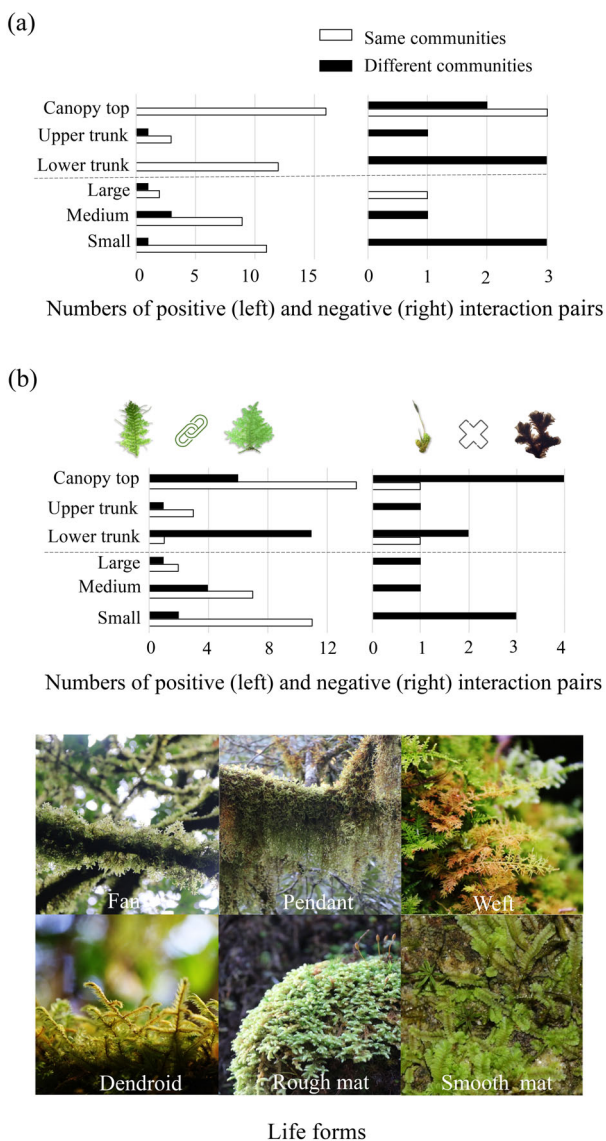 (a)
Same communities
Different communities
Canopy top
Upper trunk
Lower trunk
Large
Medium
Small
0 5 10 15 0 1 2 3
Numbers of positive (left) and negative (right) interaction pairs
(b)
Canopy top
Upper trunk
Lower trunk
Large
Medium
Small
0 4 8 12 0 1 2 3 4
Numbers of positive (left) and negative (right) interaction pairs
Fan Pendant Weft
Dendroid Rough mat Smooth mat
Life forms